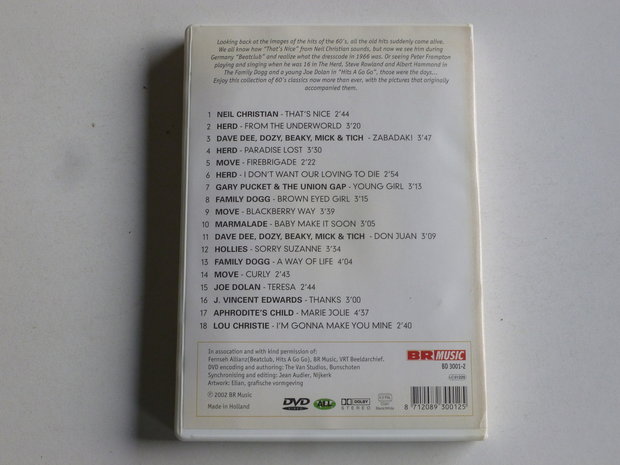 Looking back at the images of the hits of the 60's, all the old hits suddenly come alive.
We all know how "That's Nice" from Neil Christian sounds, but now we see him during
Germany "Beatclub" and realize what the dresscode in 1966 was. Or seeing Peter Frampton
playing and singing when he was 16 in The Herd, Steve Rowland and Albert Hammond in
The Family Dogg and a young Joe Dolan in "Hits A Go Go", those were the days...
Enjoy this collection of 60's classics now more than ever, with the pictures that originally
accompanied them.
1 NEIL CHRISTIAN - THAT'S NICE 2'44
2 HERD - FROM THE UNDERWORLD 3'20
3 DAVE DEE, DOZY, BEAKY, MICK & TICH - ZABADAK! 3'47
4 HERD - PARADISE LOST 3'30
5 MOVE - FIREBRIGADE 2'22
6 HERD - I DON'T WANT OUR LOVING TO DIE 2'54
7 GARY PUCKET & THE UNION GAP - YOUNG GIRL 3'13
8 FAMILY DOGG - BROWN EYED GIRL 3'15
9 MOVE - BLACKBERRY WAY 3'39
10 MARMALADE - BABY MAKE IT SOON 3'05
11 DAVE DEE, DOZY, BEAKY, MICK & TICH - DON JUAN 3'09
12 HOLLIES - SORRY SUZANNE 3'34
13 FAMILY DOGG - A WAY OF LIFE 4'04
14 MOVE - CURLY 2'43
15 JOE DOLAN - TERESA 2'44
16 J. VINCENT EDWARDS - THANKS 3'00
17 APHRODITE'S CHILD - MARIE JOLIE 4'37
18 LOU CHRISTIE - I'M GONNA MAKE YOU MINE 2'40
In assocation and with kind permission of:
Fernseh Allianz(Beatclub, Hits A Go Go), BR Music, VRT Beeldarchief.
DVD encoding and authoring: The Van Studios, Bunschoten
Synchronising and editing: Jean Audier, Nijkerk
Artwork: Elian, grafische vormgeving
℗ 2002 BR Music
Made in Holland
BR MUSIC
BD 3001-2
DVD
VIDEO
ALL
DOLBY
STEREO
8 712089 300125